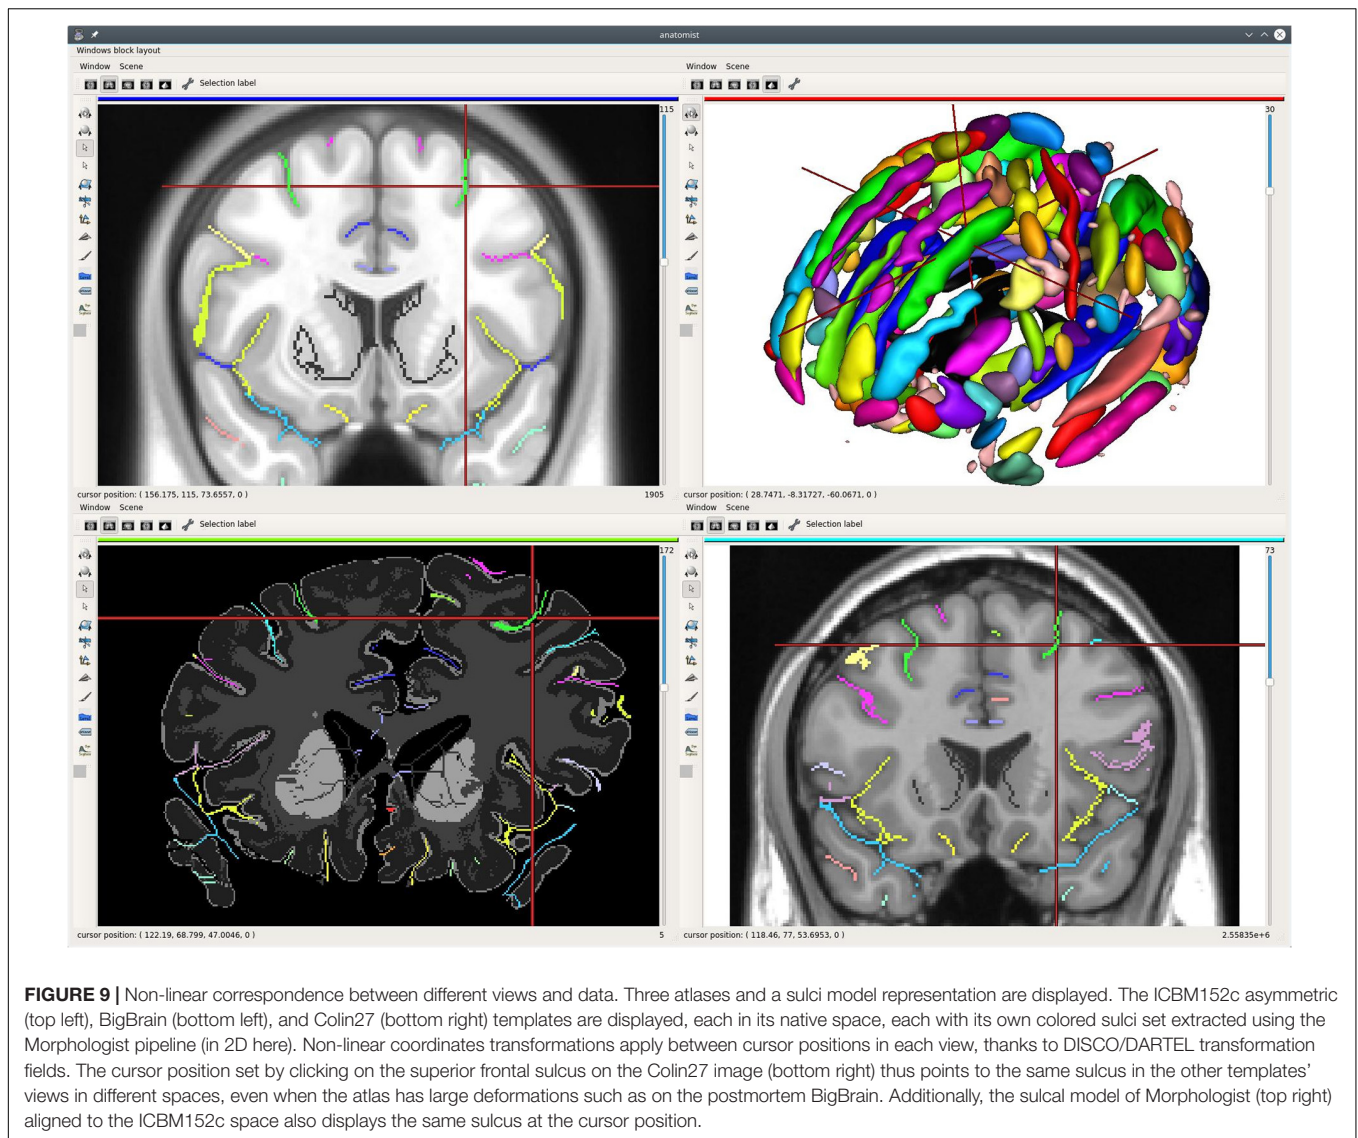 anatomist
Windows block layout
Window Scene
Selection label
115
cursor position: ( 156.175, 115, 73.6557, 0 )
1905
Window Scene
30
cursor position: ( 28.7471, -8.31727, -60.0671, 0 )
Window Scene
Selection label
172
cursor position: ( 122.19, 68.799, 47.0046, 0 )
5
Window Scene
Selection label
73
cursor position: ( 118.46, 77, 53.6953, 0 )
2.55835e+6
FIGURE 9 | Non-linear correspondence between different views and data. Three atlases and a sulci model representation are displayed. The ICBM152c asymmetric
(top left), BigBrain (bottom left), and Colin27 (bottom right) templates are displayed, each in its native space, each with its own colored sulci set extracted using the
Morphologist pipeline (in 2D here). Non-linear coordinates transformations apply between cursor positions in each view, thanks to DISCO/DARTEL transformation
fields. The cursor position set by clicking on the superior frontal sulcus on the Colin27 image (bottom right) thus points to the same sulcus in the other templates'
views in different spaces, even when the atlas has large deformations such as on the postmortem BigBrain. Additionally, the sulcal model of Morphologist (top right)
aligned to the ICBM152c space also displays the same sulcus at the cursor position.